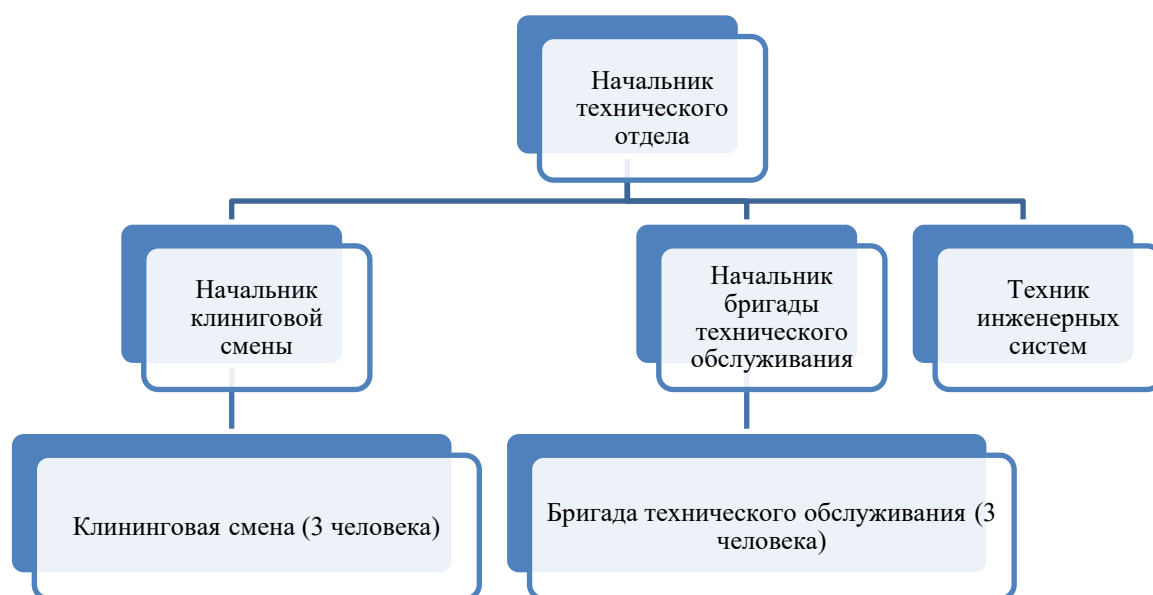 Начальник
технического
отдела
Начальник
клиниговой
смены
Начальник
бригады
технического
обслуживания
Техник
инженерных
систем
Клининговая смена (3 человека)
Бригада технического обслуживания (3
человека)